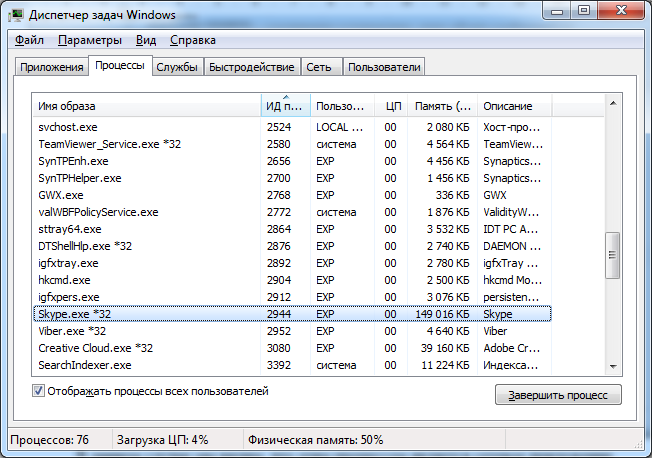 Диспетчер задач Windows
Файл Параметры Вид Справка
Приложения Процессы Службы Быстродействие Сеть Пользователи
Имя образа ИД п... Пользо... ЦП Память (... Описание
svchost.exe 2524 LOCAL ... 00 2 080 КБ Хост-про...
TeamViewer_Service.exe *32 2580 система 00 4 564 КБ TeamView...
SynTPEnh.exe 2656 EXP 00 4 456 КБ Synaptics...
SynTPHelper.exe 2700 EXP 00 1 456 КБ Synaptics...
GWX.exe 2768 EXP 00 336 КБ GWX
valWBFPolicyService.exe 2772 система 00 1 876 КБ ValidityW...
sttray64.exe 2864 EXP 00 3 532 КБ IDT PC A...
DTShellHlp.exe *32 2876 EXP 00 2 740 КБ DAEMON ...
igfxtray.exe 2892 EXP 00 2 780 КБ igfxTray ...
hkcmd.exe 2904 EXP 00 2 500 КБ hkcmd Mo...
igfxpers.exe 2912 EXP 00 3 076 КБ persisten...
Skype.exe *32 2944 EXP 00 149 016 КБ Skype
Viber.exe *32 2952 EXP 00 4 640 КБ Viber
Creative Cloud.exe *32 3080 EXP 00 39 160 КБ Adobe Cr...
SearchIndexer.exe 3392 система 00 11 224 КБ Индекса...
Отображать процессы всех пользователей
Завершить процесс
Процессов: 76 Загрузка ЦП: 4% Физическая память: 50%